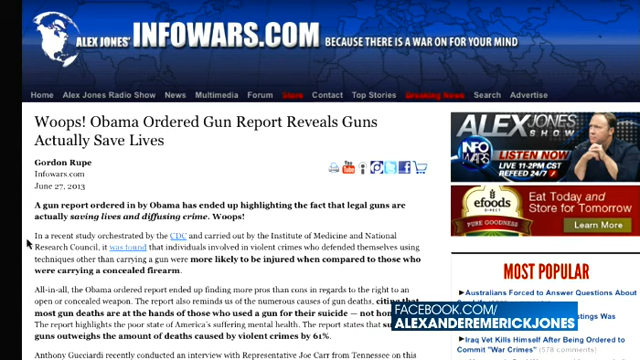 ALEX JONES' INFOWARS.COM BECAUSE THERE IS A WAR ON FOR YOUR MIND
Home Alex Jones Radio Show News Multimedia Forum Store Contact Top Stories Breaking News Search Advertise
Woops! Obama Ordered Gun Report Reveals Guns
Actually Save Lives
Gordon Rupe
Infowars.com
June 27, 2013
A gun report ordered in by Obama has ended up highlighting the fact that legal guns are
actually saving lives and diffusing crime. Woops!
In a recent study orchestrated by the CDC and carried out by the Institute of Medicine and National
Research Council, it was found that individuals involved in violent crimes who defended themselves using
techniques other than carrying a gun were more likely to be injured when compared to those who
were carrying a concealed firearm.
All-in-all, the Obama ordered report ended up finding more pros than cons in regards to the right to an
open or concealed weapon. The report also reminds us of the numerous causes of gun deaths, citing that
most gun deaths are at the hands of those who used a gun for their suicide — not
The report highlights the poor state of America's suffering mental health. The report states that
guns outweighs the amount of deaths caused by violent crimes by 61%.
Anthony Gucciardi recently conducted an interview with Representative Joe Carr from Tennessee on this
ALEX JONES
SHOW
INFO
WARS
LISTEN NOW
LIVE 11-2PM CST
REFEED 24/7
efoods
DIRECT
PURE GOODNESS
Eat Today and
Store for Tomorrow
Learn More
MOST POPULAR
Australians Forced to Answer Questions About
Iraq Vet Kills Himself After Being Ordered to
Commit "War Crimes" (578 comments)
FACEBOOK.COM/
ALEXANDEREMERICKJONES